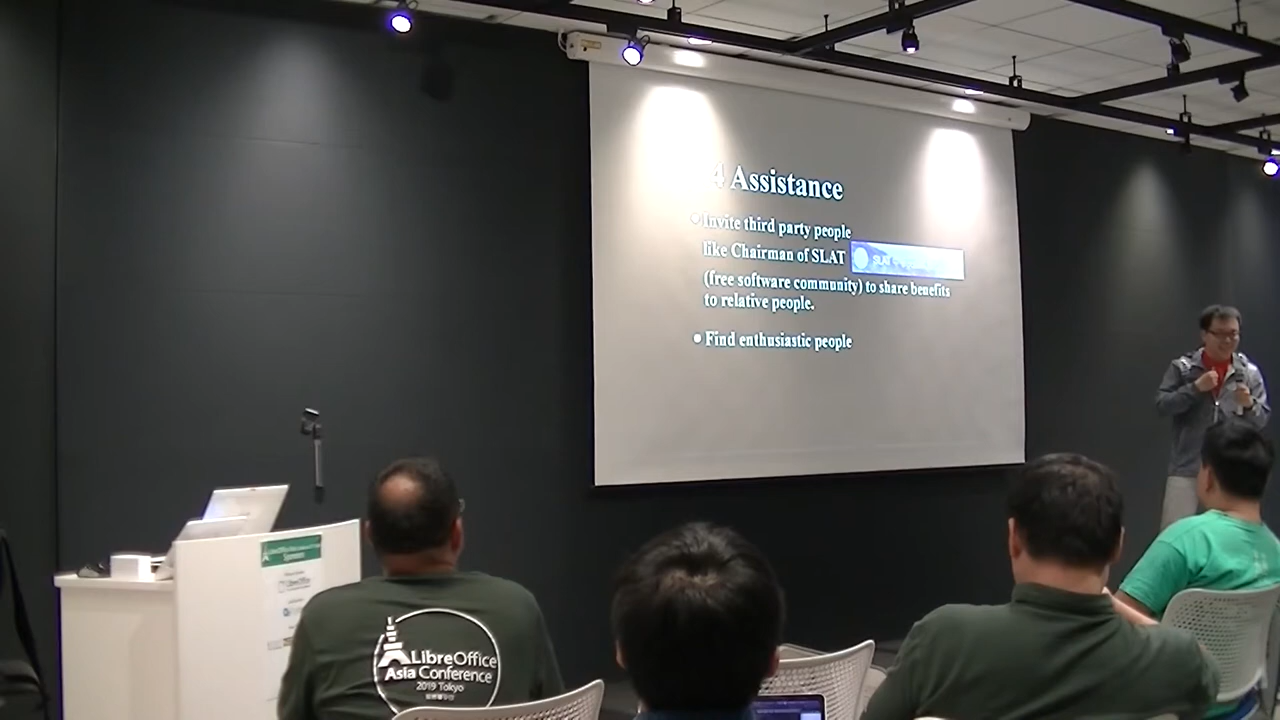 4 Assistance
• Invite third party people
like Chairman of SLAT
SLAT
(free software community) to share benefits
to relative people.
• Find enthusiastic people
LibreOffice
Asia Conference
2019 Tokyo